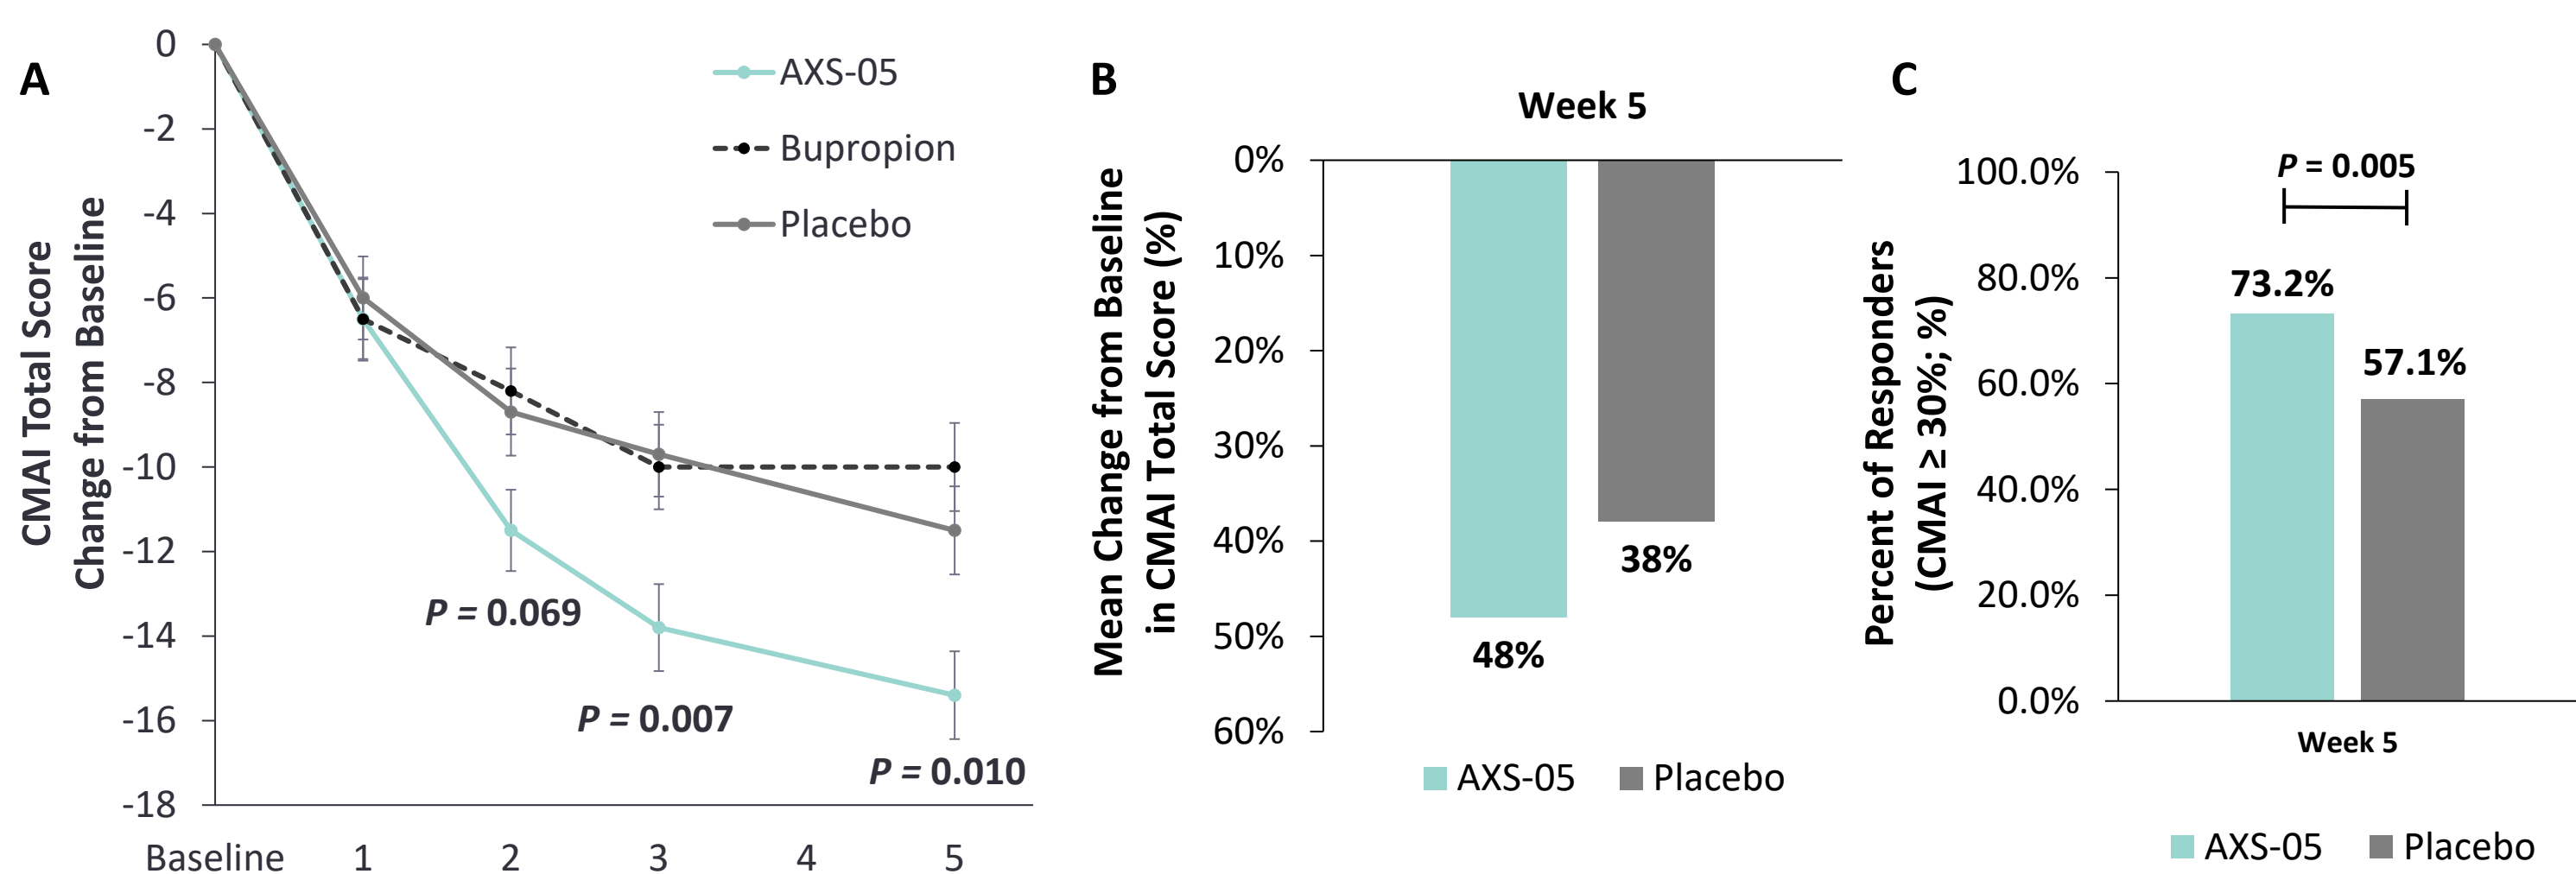 A
CMAI Total Score
Change from Baseline
0
-2
-4
-6
-8
-10
-12
-14
-16
-18
AXS-05
Bupropion
Placebo
P = 0.069
P = 0.007
P = 0.010
Baseline 1 2 3 4 5
B
Week 5
Mean Change from Baseline
in CMAI Total Score (%)
0%
10%
20%
30%
40%
50%
60%
48%
38%
AXS-05 Placebo
C
Percent of Responders
(CMAI ≥ 30%; %)
100.0%
80.0%
60.0%
40.0%
20.0%
0.0%
P = 0.005
73.2%
57.1%
Week 5
AXS-05 Placebo